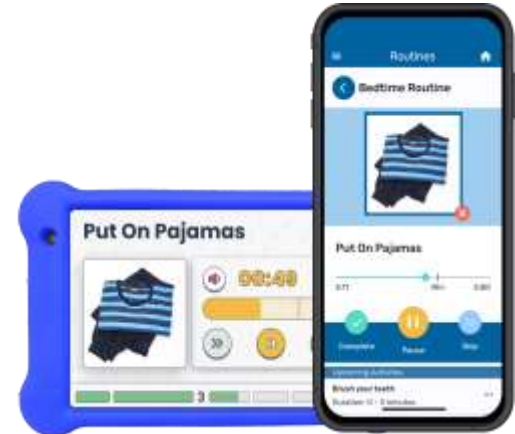 Put On Pajamas
00:49
3
Routines
Bedtime Routine
Put On Pajamas
Min
Complete
Pause
Skip
Upcoming Activities
Brush your teeth